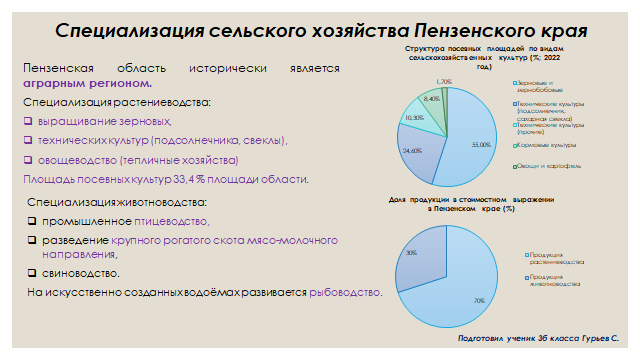 Специализация сельского хозяйства Пензенского края
Пензенская область исторически является
аграрным регионом.
Специализация растениеводства:
выращивание зерновых,
технических культур (подсолнечника, свеклы),
овощеводство (тепличные хозяйства)
Площадь посевных культур 33,4 % площади области.
Специализация животноводства:
промышленное птицеводство,
разведение крупного рогатого скота мясо-молочного
направления,
свиноводство.
На искусственно созданных водоёмах развивается рыбоводство.
Структура посевных площадей по видам
сельскохозяйственных культур (%; 2022
год)
1,70%
8,40%
10,30%
24,60%
55,00%
Зерновые и
зернобобовые
Технические культуры
(подсолнечник,
сахарная свекла)
Технические культуры
(прочие)
Кормовые культуры
Овощи и картофель
Доля продукции в стоимостном выражении
в Пензенском крае (%)
30%
70%
Продукция
растениеводства
Продукция
животноводства
Подготовил ученик 3б класса Гурьев С.